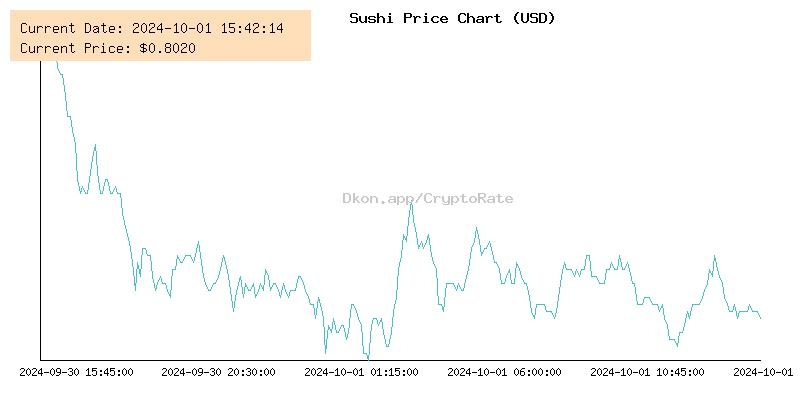 Sushi Price Chart (USD)
Current Date: 2024-10-01 15:42:14
Current Price: $0.8020
Dkon.app/CryptoRate
2024-09-30 15:45:00 2024-09-30 20:30:00 2024-10-01 01:15:00 2024-10-01 06:00:00 2024-10-01 10:45:00 2024-10-01